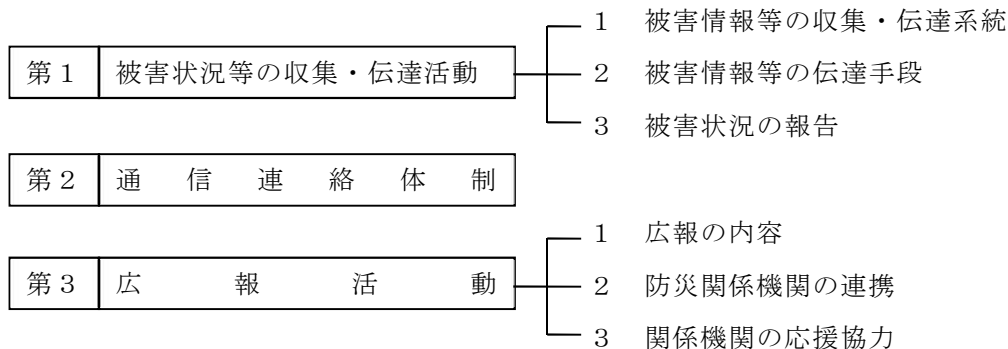 第1 被害状況等の収集・伝達活動
1 被害情報等の収集・伝達系統
2 被害情報等の伝達手段
3 被害状況の報告
第2 通信連絡体制
第3 広報活動
1 広報の内容
2 防災関係機関の連携
3 関係機関の応援協力